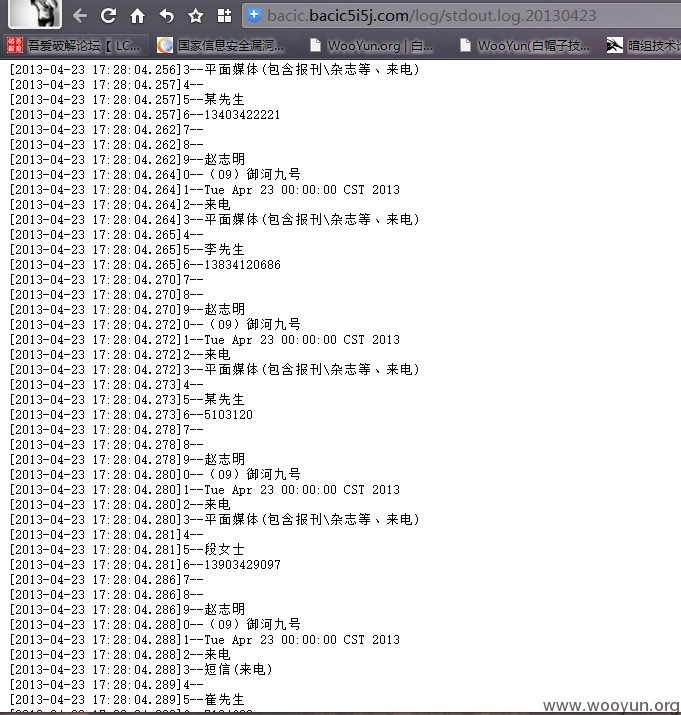 bacic.bacic5i5j.com/log/stdout.log.20130423
吾爱破解论坛【 LC... 国家信息安全漏洞... WooYun.org | 白... WooYun(白帽子技... 暗组技术论
[2013-04-23 17:28:04.256]3--平面媒体(包含报刊\杂志等、来电)
[2013-04-23 17:28:04.257]4--
[2013-04-23 17:28:04.257]5--某先生
[2013-04-23 17:28:04.257]6--13403422221
[2013-04-23 17:28:04.262]7--
[2013-04-23 17:28:04.262]8--
[2013-04-23 17:28:04.262]9--赵志明
[2013-04-23 17:28:04.264]0--（09）御河九号
[2013-04-23 17:28:04.264]1--Tue Apr 23 00:00:00 CST 2013
[2013-04-23 17:28:04.264]2--来电
[2013-04-23 17:28:04.264]3--平面媒体(包含报刊\杂志等、来电)
[2013-04-23 17:28:04.265]4--
[2013-04-23 17:28:04.265]5--李先生
[2013-04-23 17:28:04.265]6--13834120686
[2013-04-23 17:28:04.270]7--
[2013-04-23 17:28:04.270]8--
[2013-04-23 17:28:04.270]9--赵志明
[2013-04-23 17:28:04.272]0--（09）御河九号
[2013-04-23 17:28:04.272]1--Tue Apr 23 00:00:00 CST 2013
[2013-04-23 17:28:04.272]2--来电
[2013-04-23 17:28:04.272]3--平面媒体(包含报刊\杂志等、来电)
[2013-04-23 17:28:04.273]4--
[2013-04-23 17:28:04.273]5--某先生
[2013-04-23 17:28:04.273]6--5103120
[2013-04-23 17:28:04.278]7--
[2013-04-23 17:28:04.278]8--
[2013-04-23 17:28:04.278]9--赵志明
[2013-04-23 17:28:04.280]0--（09）御河九号
[2013-04-23 17:28:04.280]1--Tue Apr 23 00:00:00 CST 2013
[2013-04-23 17:28:04.280]2--来电
[2013-04-23 17:28:04.280]3--平面媒体(包含报刊\杂志等、来电)
[2013-04-23 17:28:04.281]4--
[2013-04-23 17:28:04.281]5--段女士
[2013-04-23 17:28:04.281]6--13903429097
[2013-04-23 17:28:04.286]7--
[2013-04-23 17:28:04.286]8--
[2013-04-23 17:28:04.286]9--赵志明
[2013-04-23 17:28:04.288]0--（09）御河九号
[2013-04-23 17:28:04.288]1--Tue Apr 23 00:00:00 CST 2013
[2013-04-23 17:28:04.288]2--来电
[2013-04-23 17:28:04.288]3--短信(来电)
[2013-04-23 17:28:04.289]4--
[2013-04-23 17:28:04.289]5--崔先生
www.wooyun.org